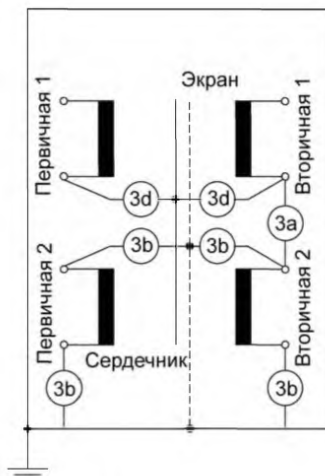 Экран
Первичная 1
Вторичная 1
3d
3d
3a
3b
3b
Первичная 2
Вторичная 2
Сердечник
3b
3b